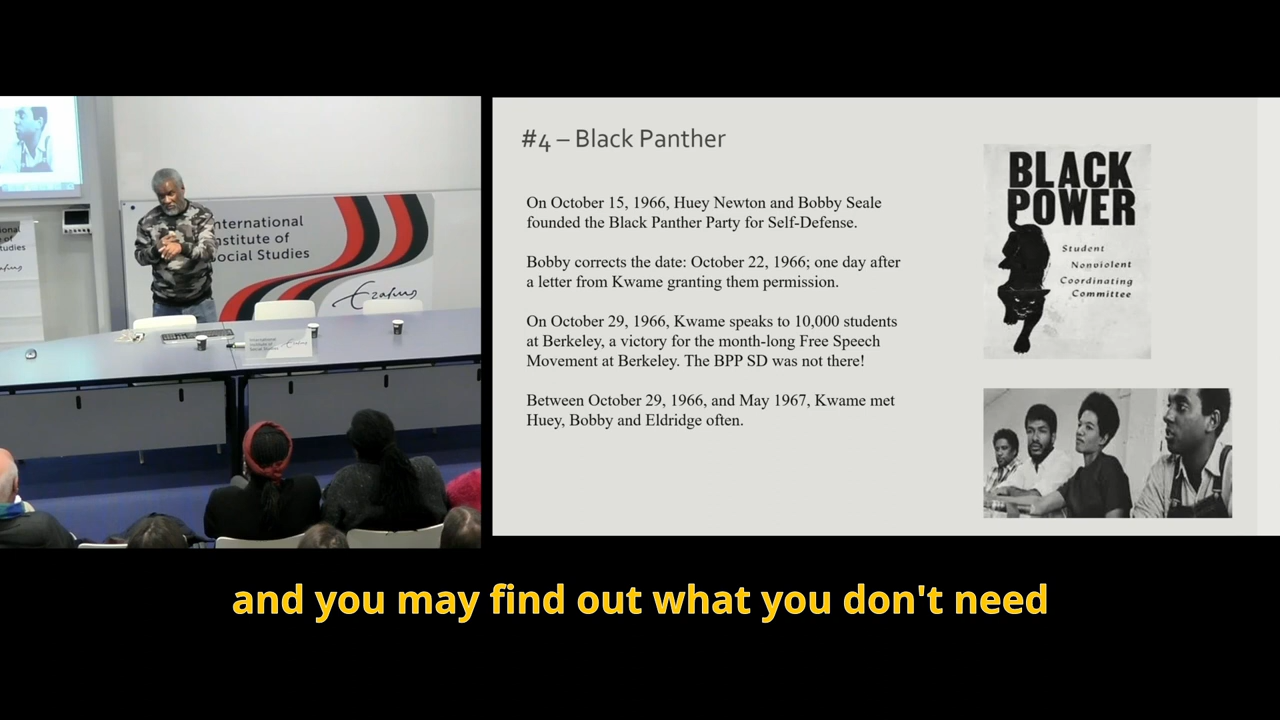 International
Institute of
Social Studies
Erasmus
#4 – Black Panther
On October 15, 1966, Huey Newton and Bobby Seale
founded the Black Panther Party for Self-Defense.
Bobby corrects the date: October 22, 1966; one day after
a letter from Kwame granting them permission.
On October 29, 1966, Kwame speaks to 10,000 students
at Berkeley, a victory for the month-long Free Speech
Movement at Berkeley. The BPP SD was not there!
Between October 29, 1966, and May 1967, Kwame met
Huey, Bobby and Eldridge often.
BLACK
POWER
Student
Nonviolent
Coordinating
Committee
and you may find out what you don't need